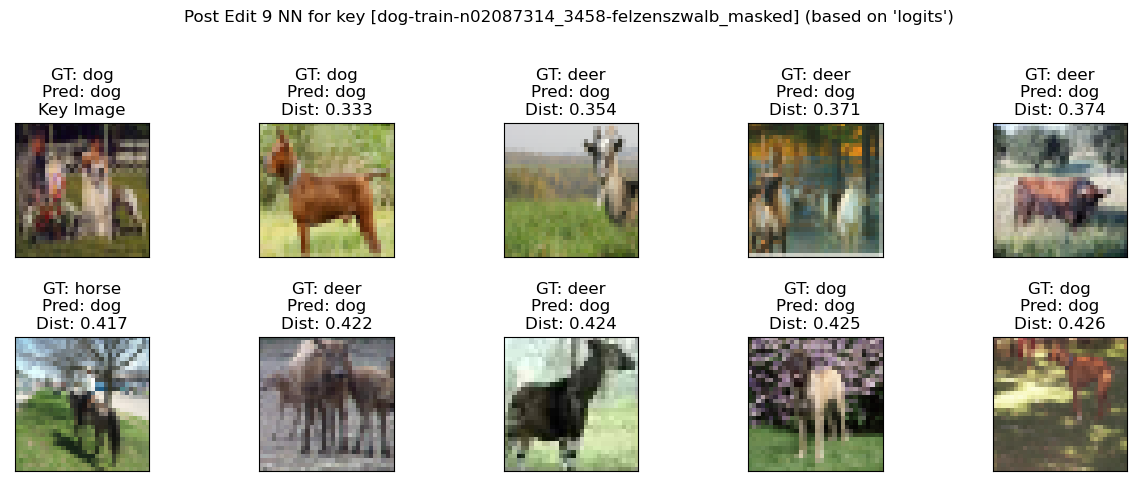 Post Edit 9 NN for key [dog-train-n02087314_3458-felzenszwalb_masked] (based on 'logits')
GT: dog
Pred: dog
Key Image
GT: dog
Pred: dog
Dist: 0.333
GT: deer
Pred: dog
Dist: 0.354
GT: deer
Pred: dog
Dist: 0.371
GT: deer
Pred: dog
Dist: 0.374
GT: horse
Pred: dog
Dist: 0.417
GT: deer
Pred: dog
Dist: 0.422
GT: deer
Pred: dog
Dist: 0.424
GT: dog
Pred: dog
Dist: 0.425
GT: dog
Pred: dog
Dist: 0.426